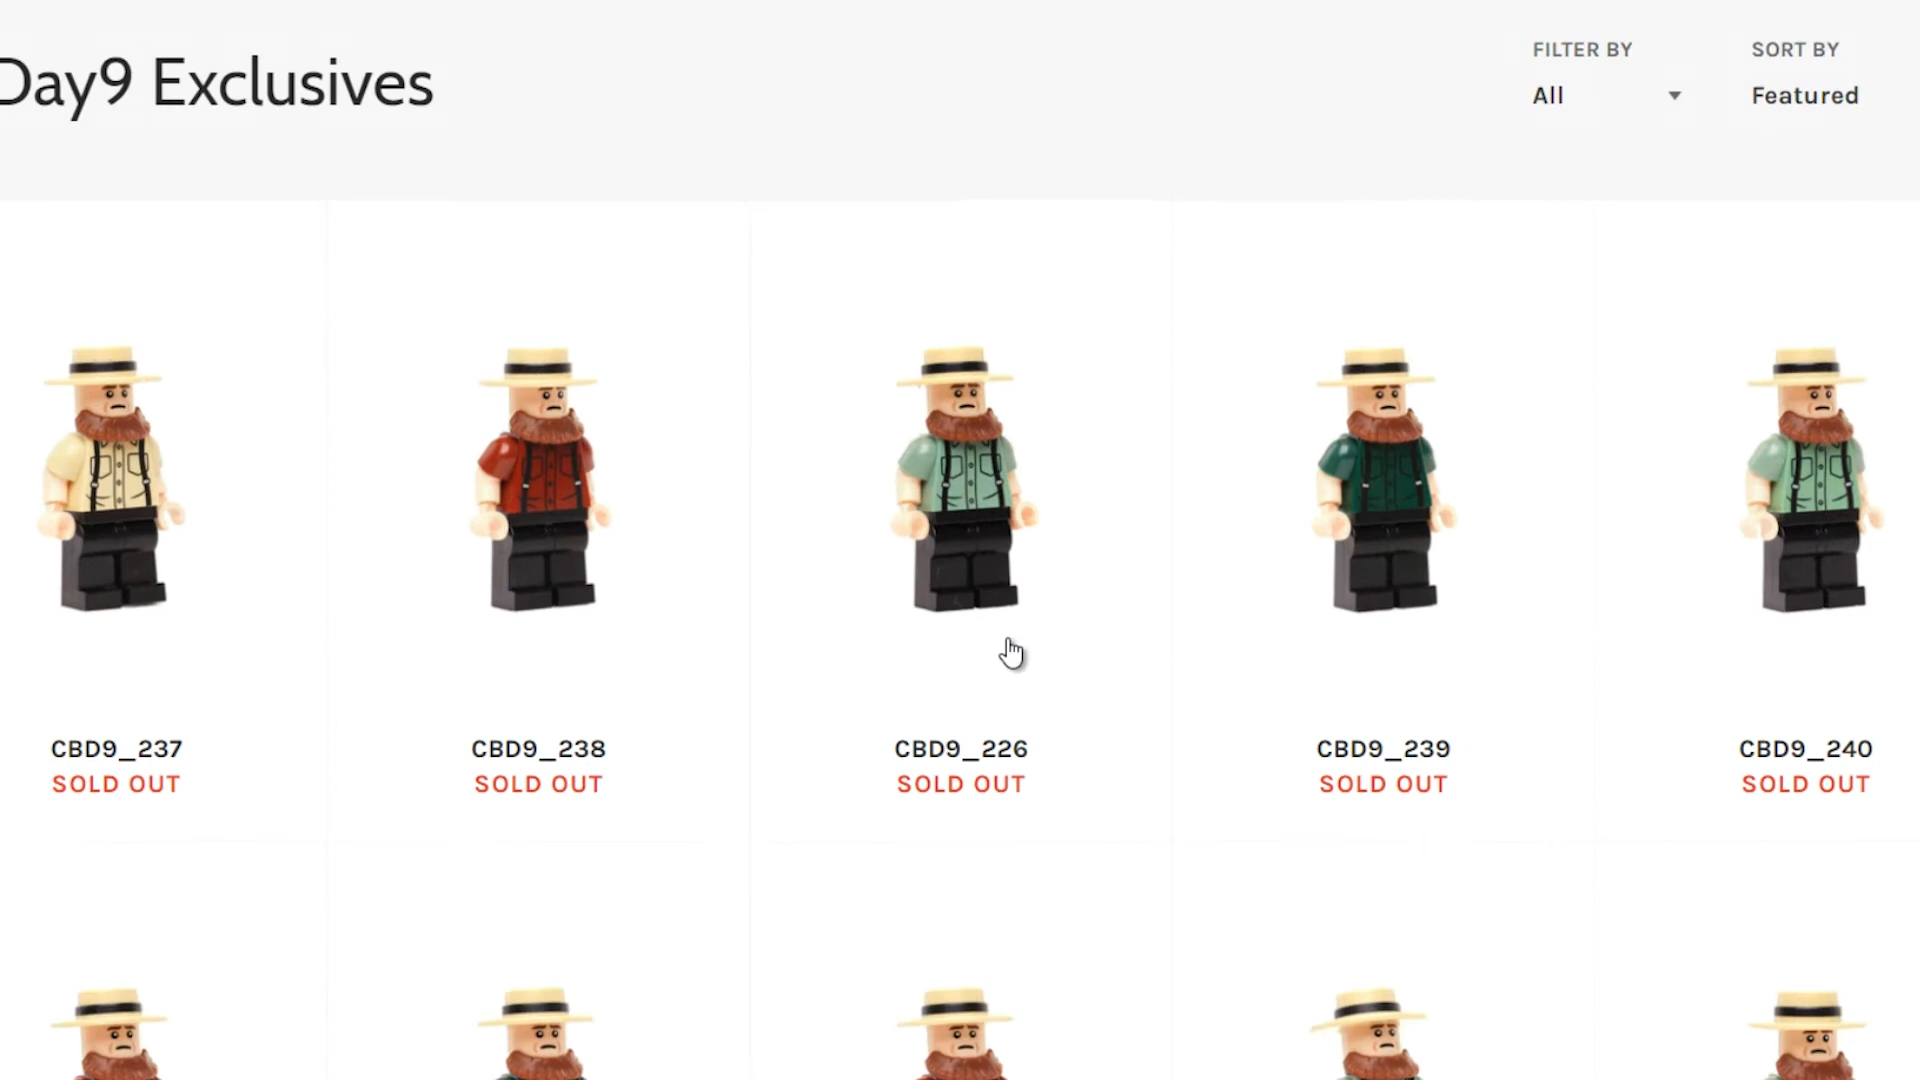 Day9 Exclusives
FILTER BY
SORT BY
All
Featured
CBD9_237
CBD9_238
CBD9_226
CBD9_239
CBD9_240
SOLD OUT
SOLD OUT
SOLD OUT
SOLD OUT
SOLD OUT